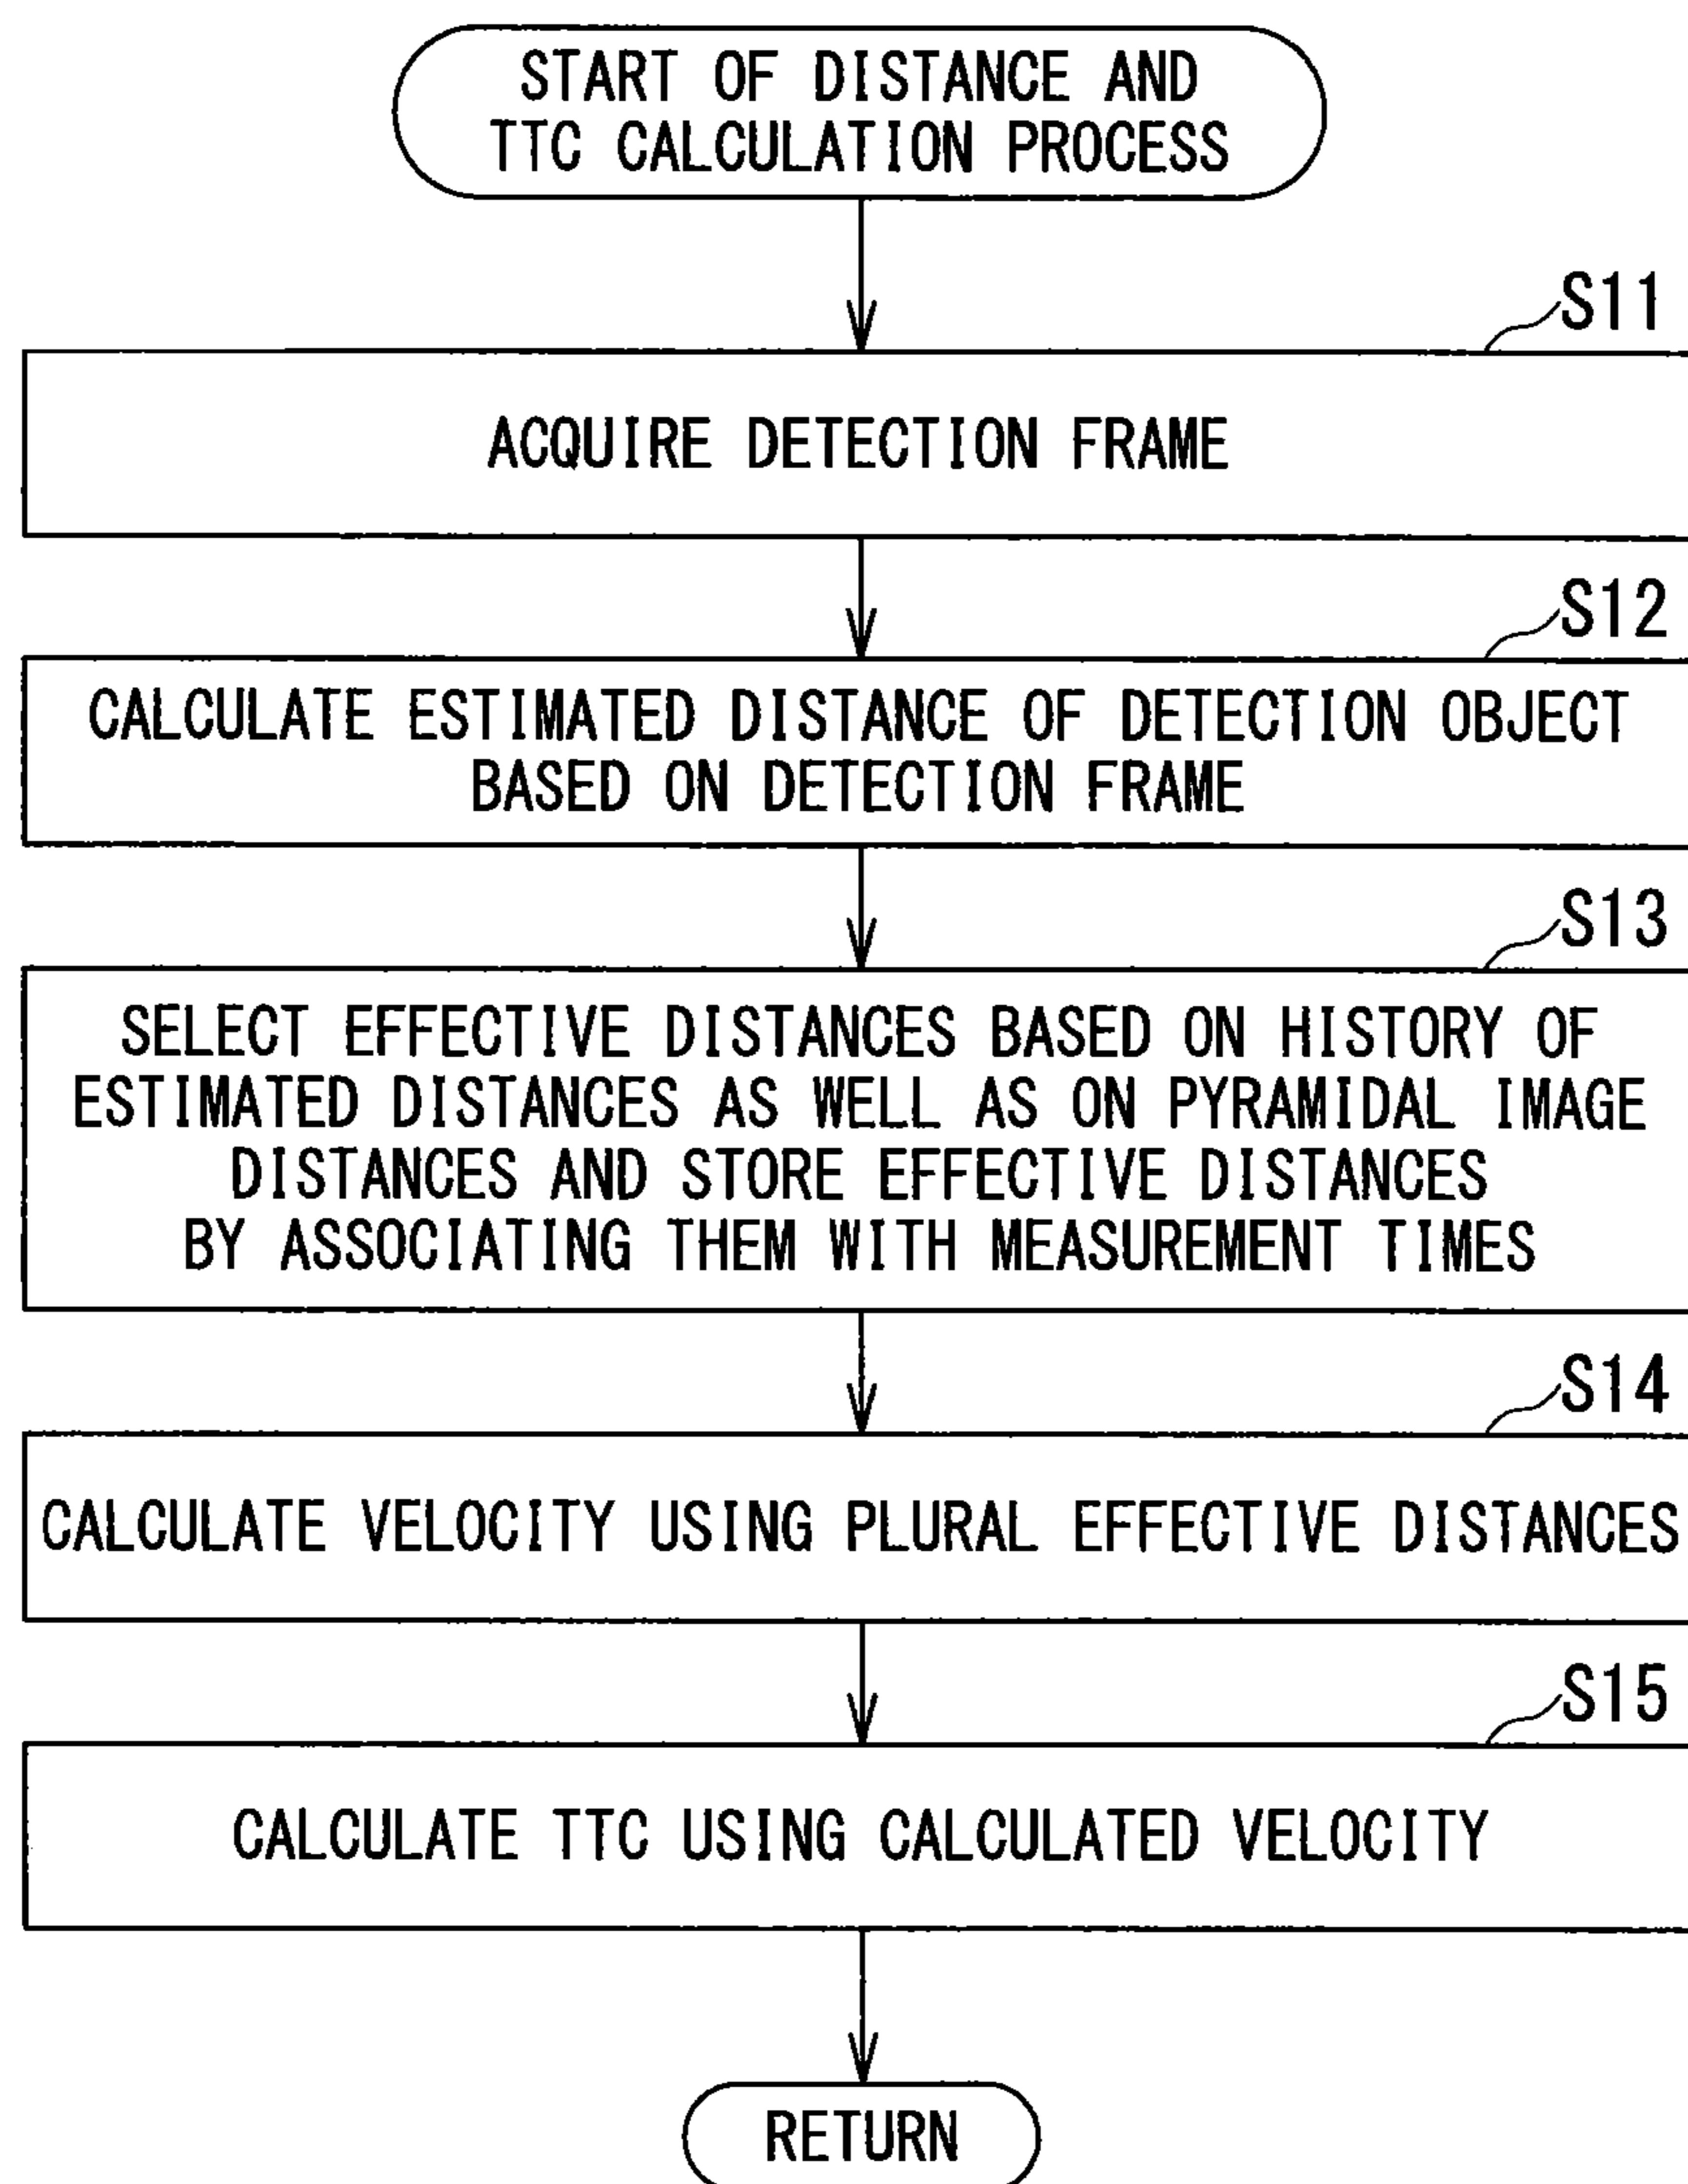 START OF DISTANCE AND
TTC CALCULATION PROCESS
S11
ACQUIRE DETECTION FRAME
S12
CALCULATE ESTIMATED DISTANCE OF DETECTION OBJECT
BASED ON DETECTION FRAME
S13
SELECT EFFECTIVE DISTANCES BASED ON HISTORY OF
ESTIMATED DISTANCES AS WELL AS ON PYRAMIDAL IMAGE
DISTANCES AND STORE EFFECTIVE DISTANCES
BY ASSOCIATING THEM WITH MEASUREMENT TIMES
S14
CALCULATE VELOCITY USING PLURAL EFFECTIVE DISTANCES
S15
CALCULATE TTC USING CALCULATED VELOCITY
RETURN